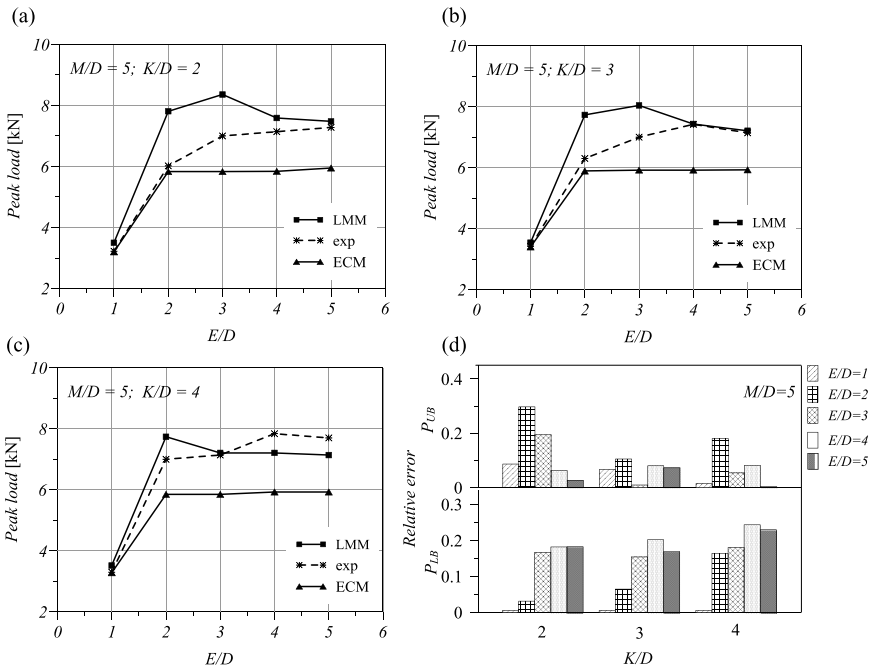 (a)
M/D = 5; K/D = 2
Peak load [kN]
10
8
6
4
2
0 1 2 3 4 5 6
E/D
LMM
exp
ECM
(b)
M/D = 5; K/D = 3
Peak load [kN]
10
8
6
4
2
0 1 2 3 4 5 6
E/D
LMM
exp
ECM
(c)
M/D = 5; K/D = 4
Peak load [kN]
10
8
6
4
2
0 1 2 3 4 5 6
E/D
LMM
exp
ECM
(d)
M/D=5
E/D=1
E/D=2
E/D=3
E/D=4
E/D=5
Relative error
P_UB
0.4
0.2
0
P_LB
0.3
0.2
0.1
0
2 3 4
K/D